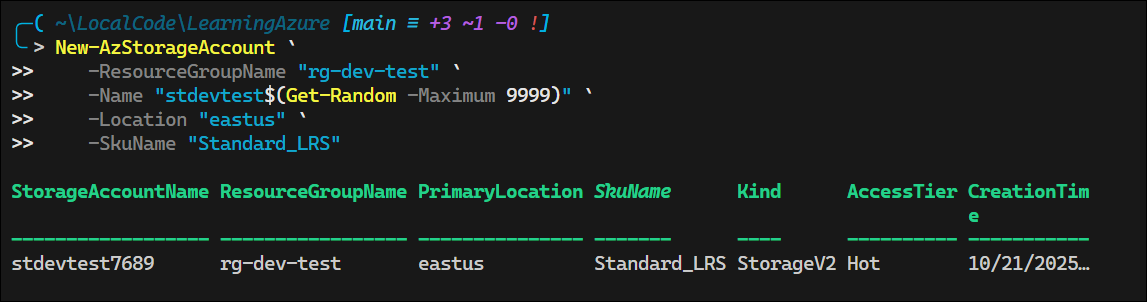 ~\LocalCode\LearningAzure [main ≡ +3 ~1 -0 !]
> New-AzStorageAccount `
>>     -ResourceGroupName "rg-dev-test" `
>>     -Name "stdevtest$(Get-Random -Maximum 9999)" `
>>     -Location "eastus" `
>>     -SkuName "Standard_LRS"
StorageAccountName ResourceGroupName PrimaryLocation SkuName      Kind      AccessTier CreationTim
e
------------------ ----------------- --------------- -------      ----      ---------- -----------
stdevtest7689      rg-dev-test       eastus          Standard_LRS StorageV2 Hot        10/21/2025…